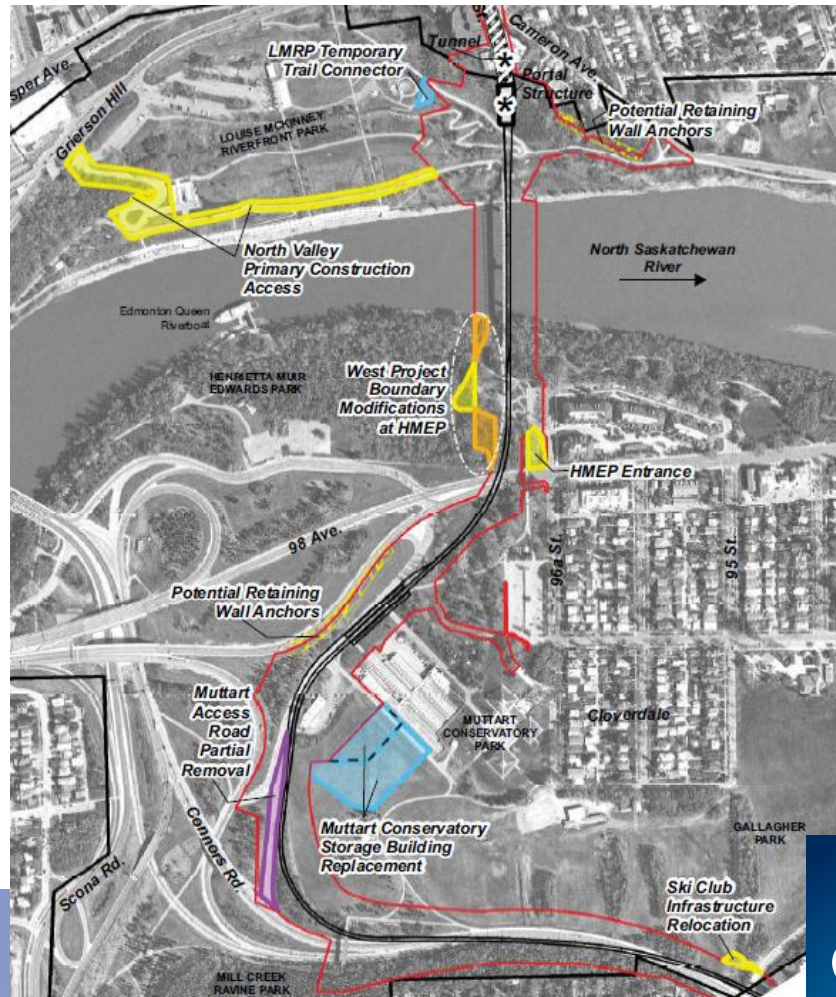 sper Ave.
Grierson Hill
LMRP Temporary
Trail Connector
Tunnel
Cameron Ave.
Portal
Structure
Potential Retaining
Wall Anchors
LOUISE MCKINNEY
RIVERFRONT PARK
North Valley
Primary Construction
Access
North Saskatchewan
River
Edmonton Queen
Riverboat
HENRIETTA MUIR
EDWARDS PARK
West Project
Boundary
Modifications
at HMEP
HMEP Entrance
98 Ave.
96a St.
95 St.
Potential Retaining
Wall Anchors
Muttart
Access
Road
Partial
Removal
MUTTART
CONSERVATORY
PARK
Cloverdale
Muttart Conservatory
Storage Building
Replacement
GALLAGHER
PARK
Scona Rd.
Connors Rd.
Ski Club
Infrastructure
Relocation
MILL CREEK
RAVINE PARK